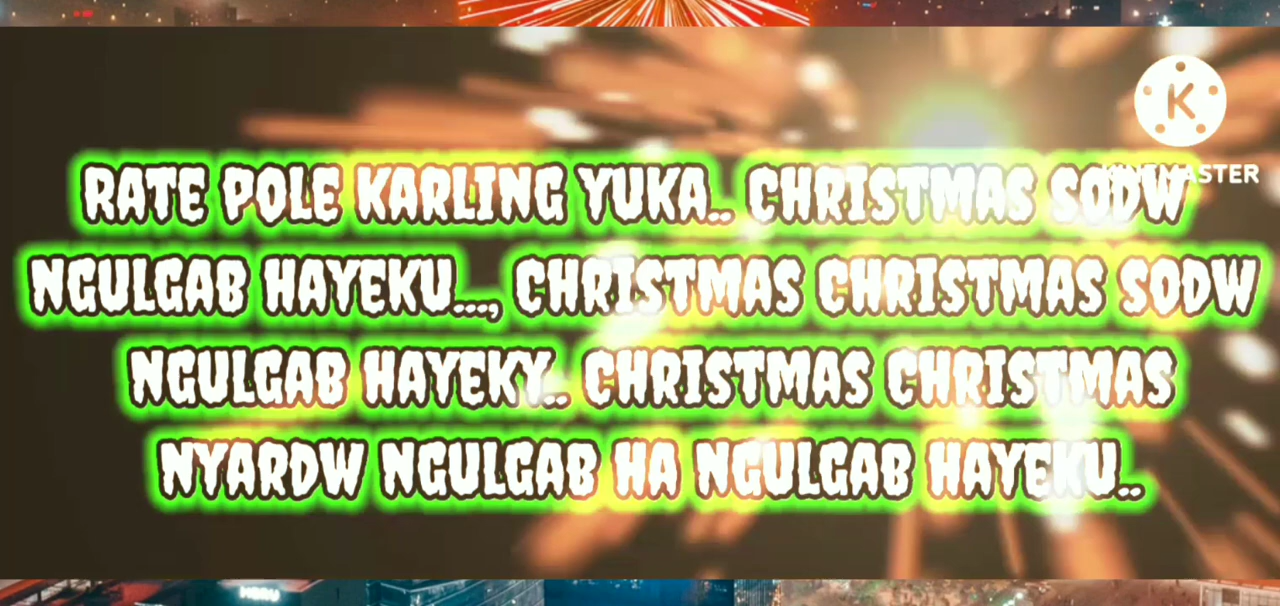 RATE POLE KARLING YUKA.. CHRISTMAS SODW
NGULGAB HAYEKU..., CHRISTMAS CHRISTMAS SODW
NGULGAB HAYEKY.. CHRISTMAS CHRISTMAS
NYARDW NGULGAB HA NGULGAB HAYEKU..
K
KINEMASTER